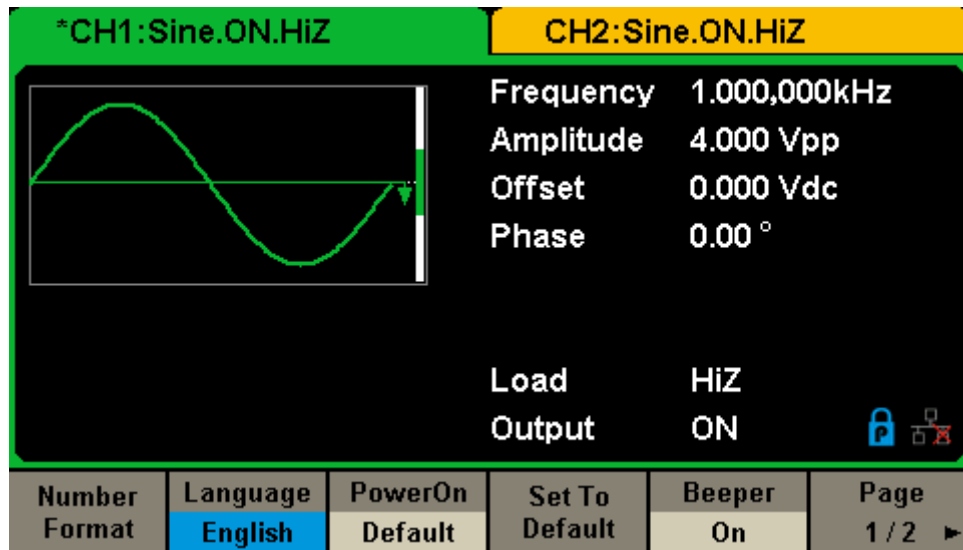 *CH1:Sine.ON.HiZ CH2:Sine.ON.HiZ
Frequency 1.000,000kHz
Amplitude 4.000 Vpp
Offset 0.000 Vdc
Phase 0.00 °
Load HiZ
Output ON P
Number Format Language English PowerOn Default Set To Default Beeper On Page 1 / 2 ►